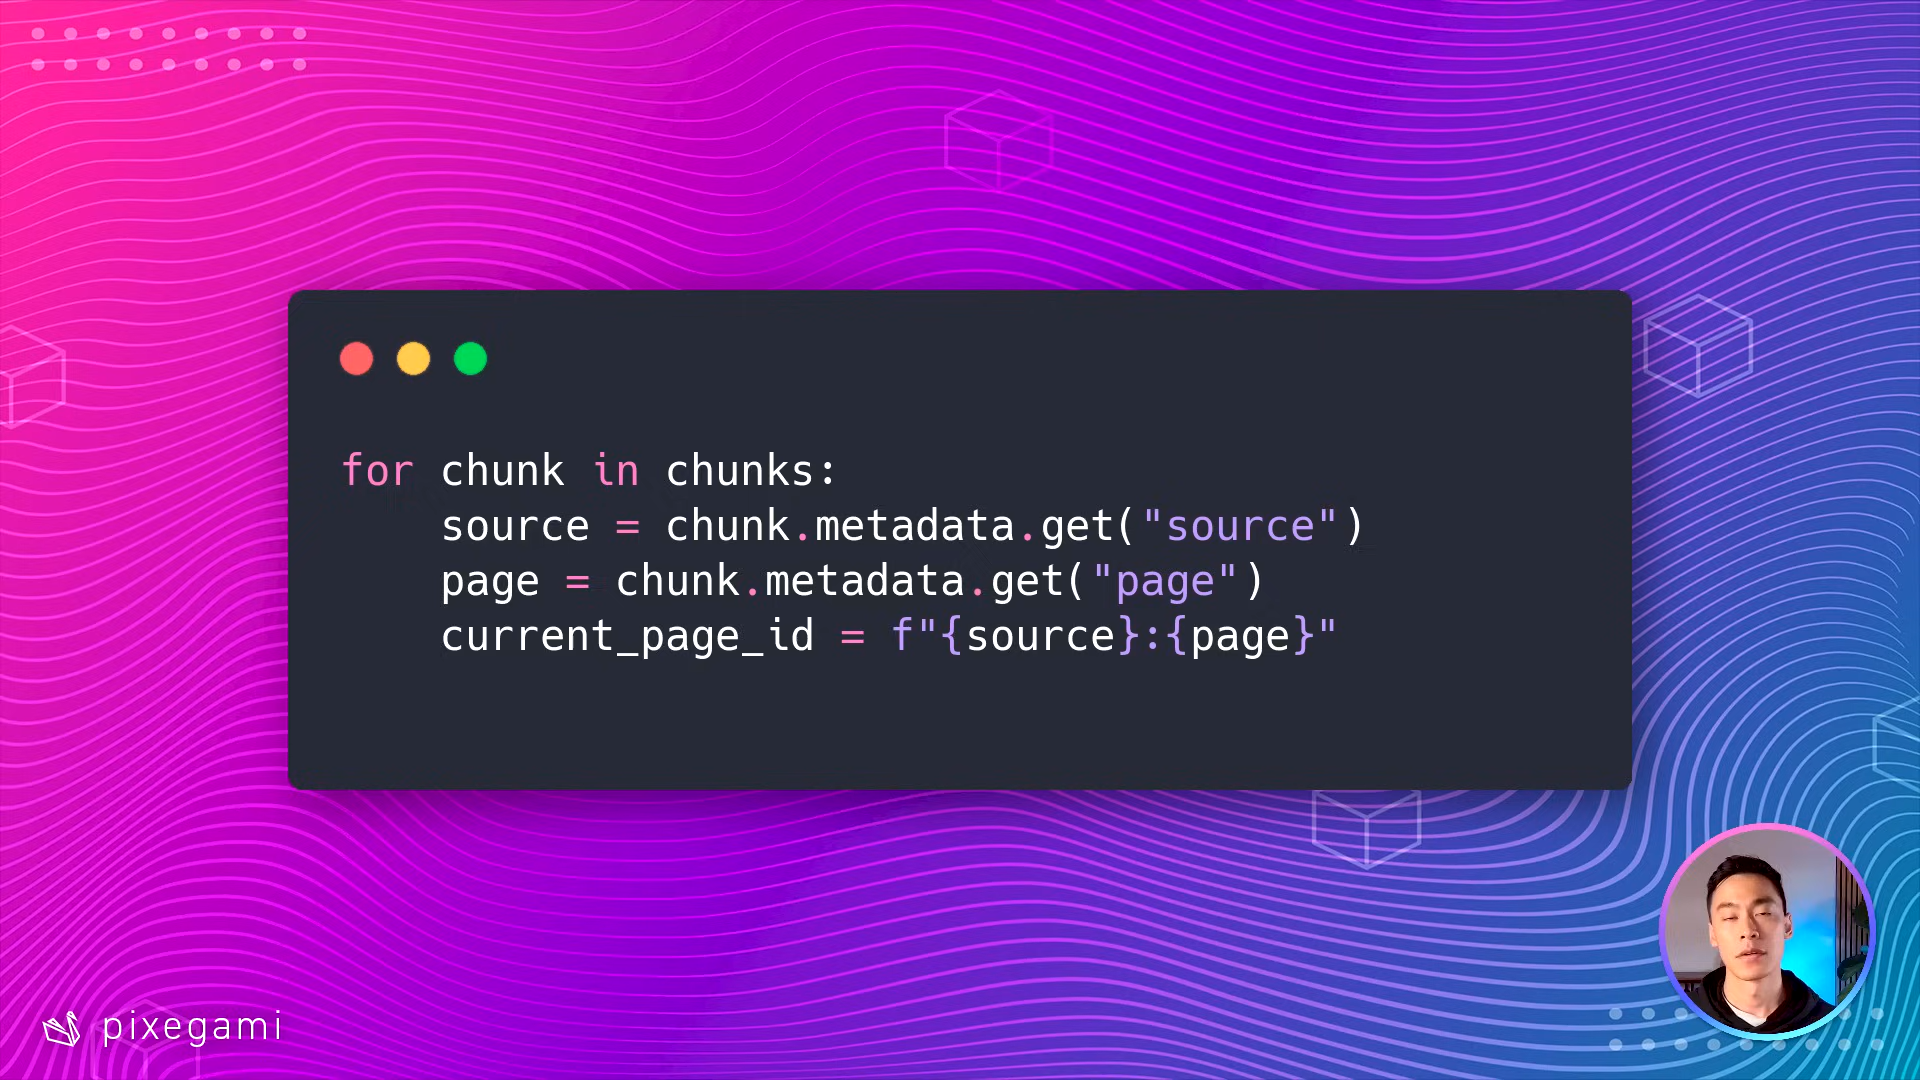 for chunk in chunks:
    source = chunk.metadata.get("source")
    page = chunk.metadata.get("page")
    current_page_id = f"{source}:{page}"
pixegami